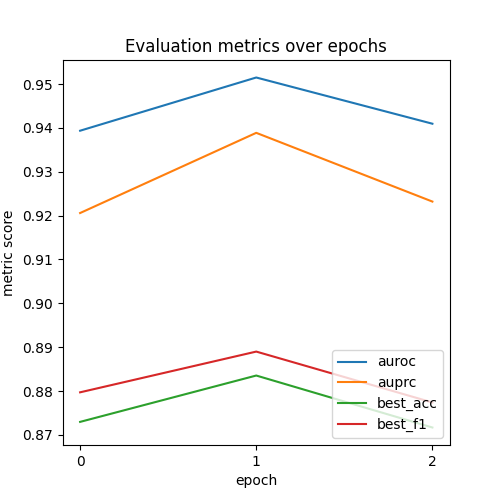 Evaluation metrics over epochs
0.95
0.94
0.93
0.92
0.91
0.90
0.89
0.88
0.87
metric score
auroc
auprc
best_acc
best_f1
0 1 2
epoch